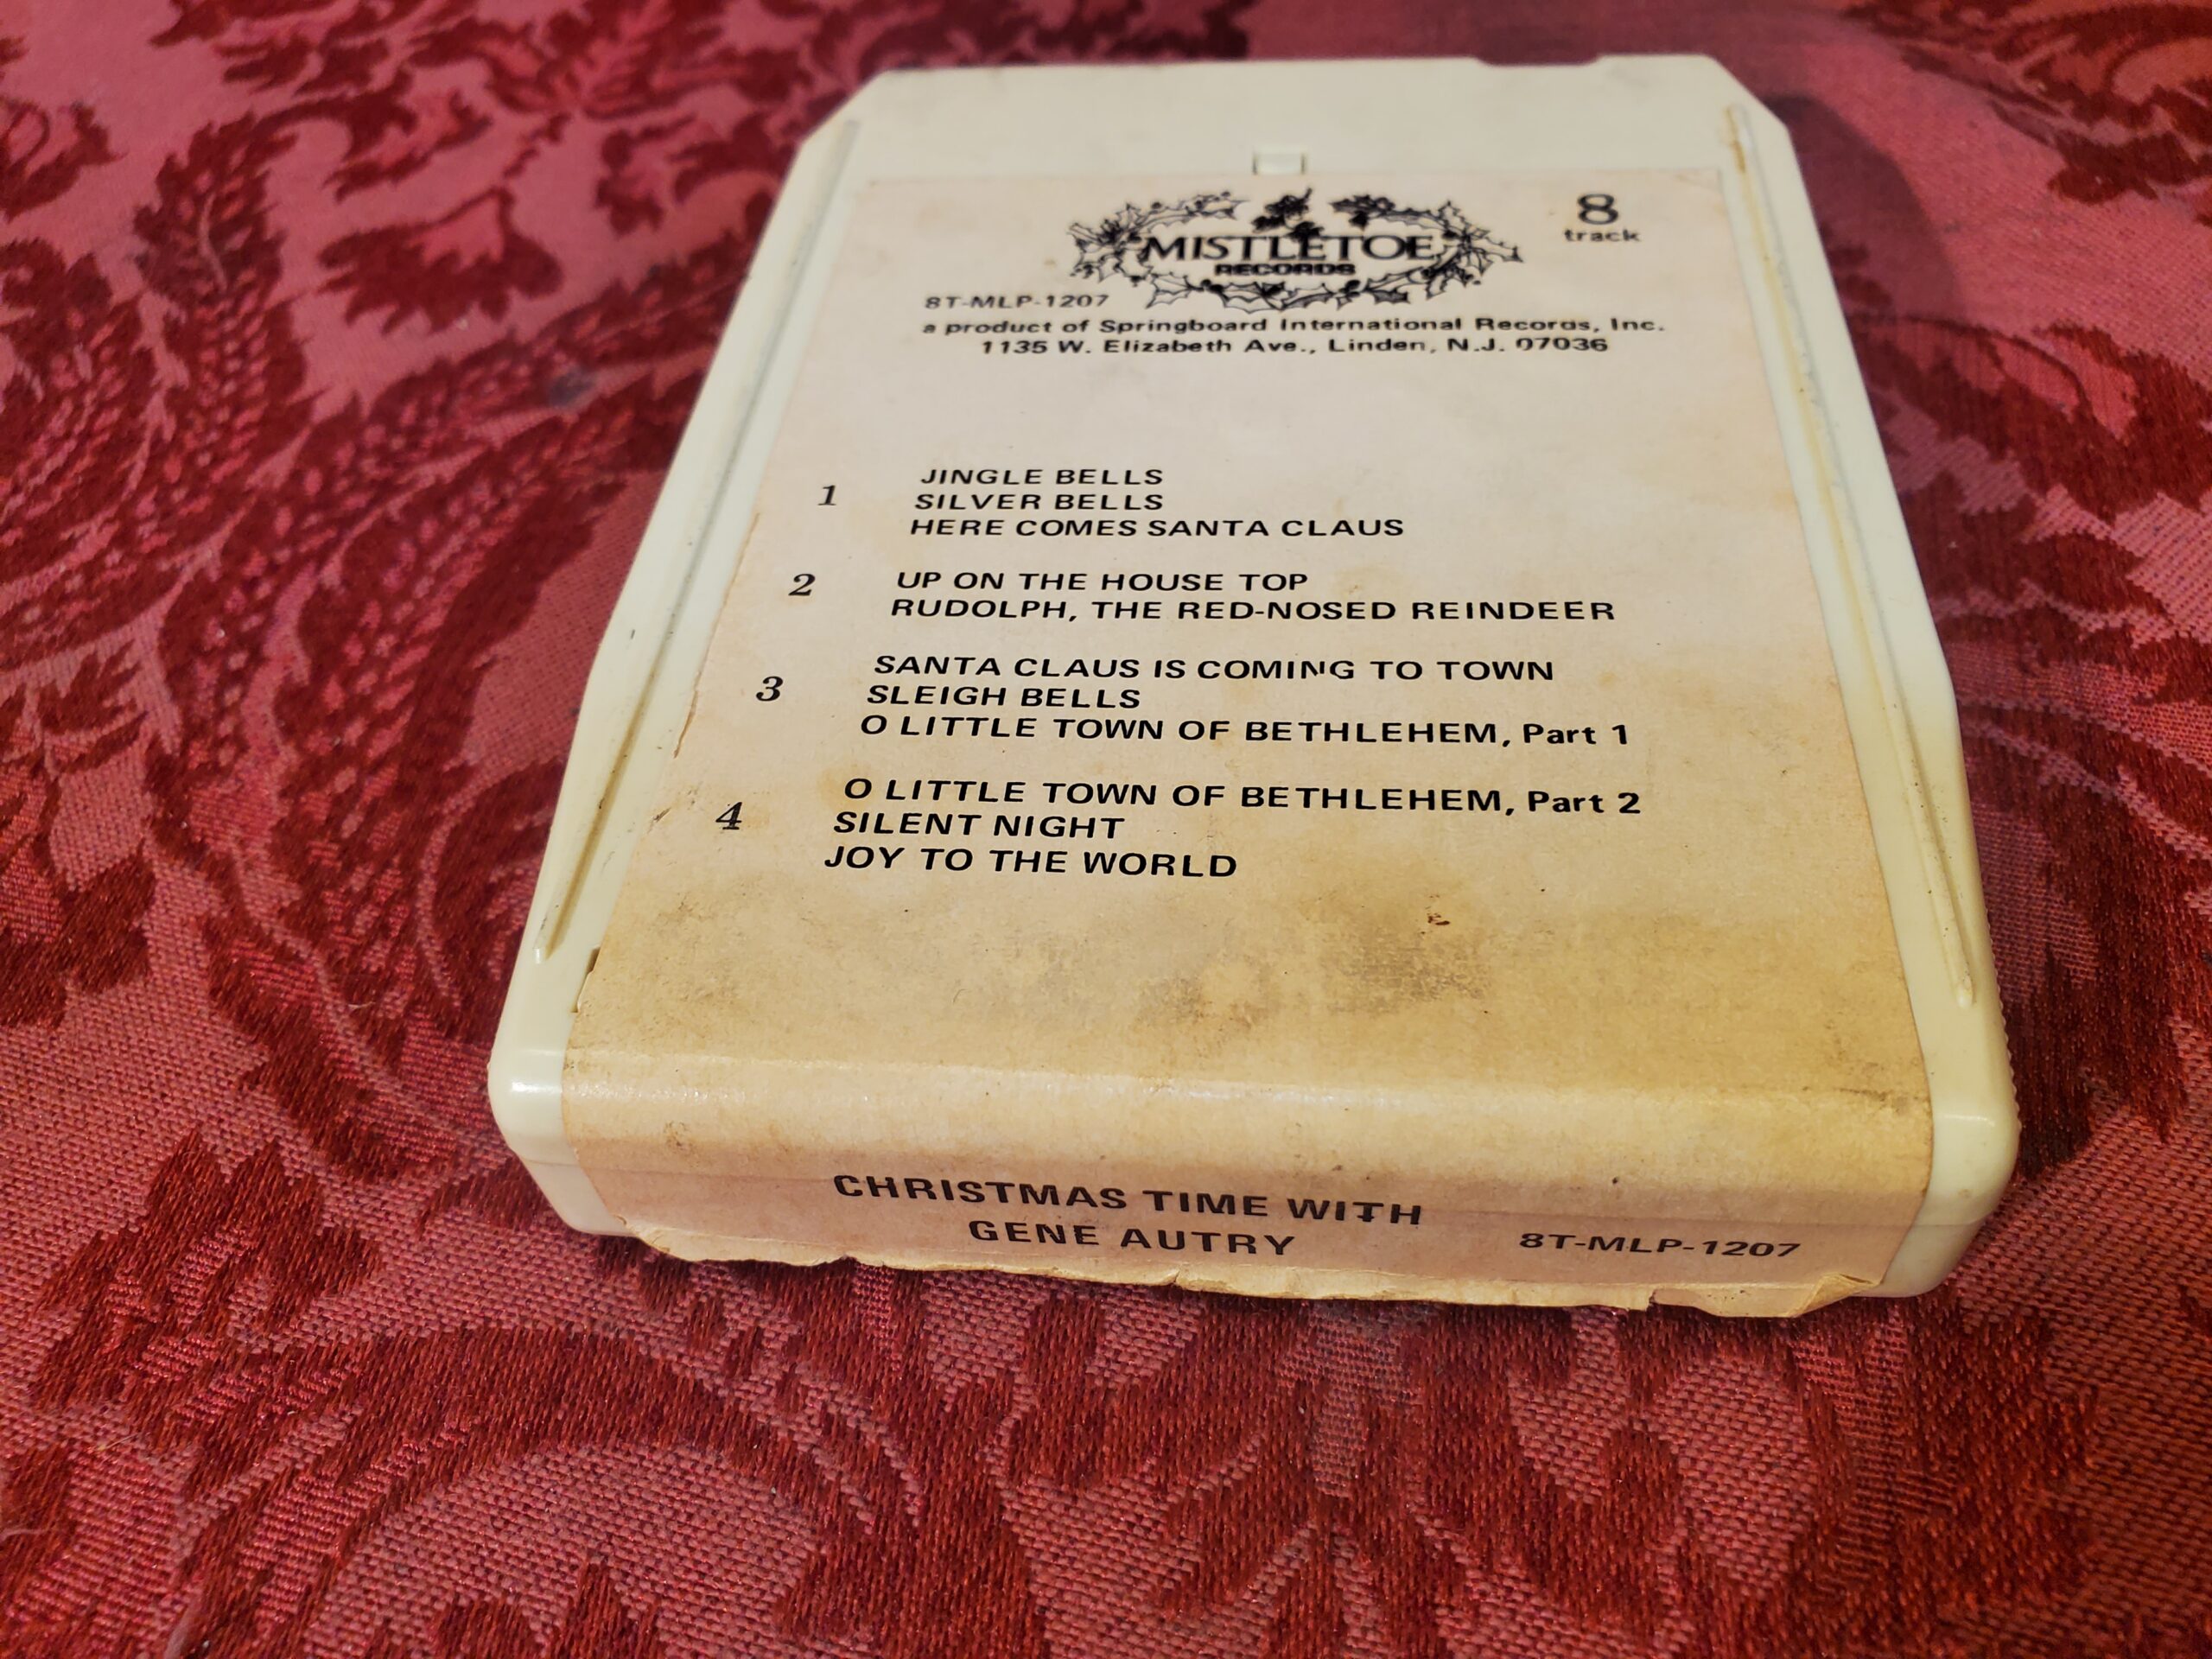 MISTLETOE
RECORDS
8
track
8T-MLP-1207
a product of Springboard International Records, Inc.
1135 W. Elizabeth Ave., Linden, N.J. 07036
1
JINGLE BELLS
SILVER BELLS
HERE COMES SANTA CLAUS
2
UP ON THE HOUSE TOP
RUDOLPH, THE RED-NOSED REINDEER
3
SANTA CLAUS IS COMING TO TOWN
SLEIGH BELLS
O LITTLE TOWN OF BETHLEHEM, Part 1
4
O LITTLE TOWN OF BETHLEHEM, Part 2
SILENT NIGHT
JOY TO THE WORLD
CHRISTMAS TIME WITH
GENE AUTRY
8T-MLP-1207